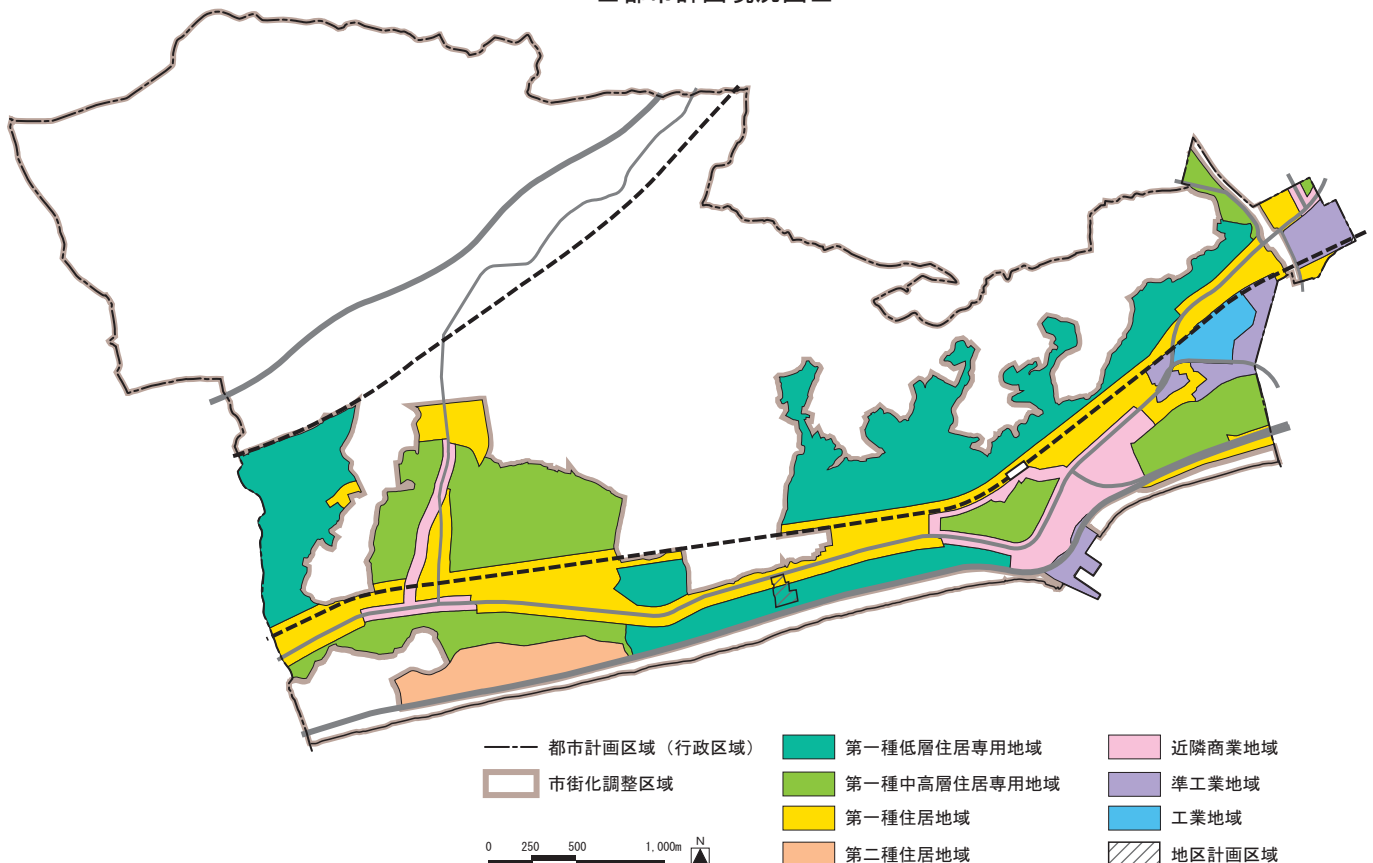 都市計画区域（行政区域）
市街化調整区域
第一種低層住居専用地域
第一種中高層住居専用地域
第一種住居地域
第二種住居地域
近隣商業地域
準工業地域
工業地域
地区計画区域
0 250 500 1,000m
N